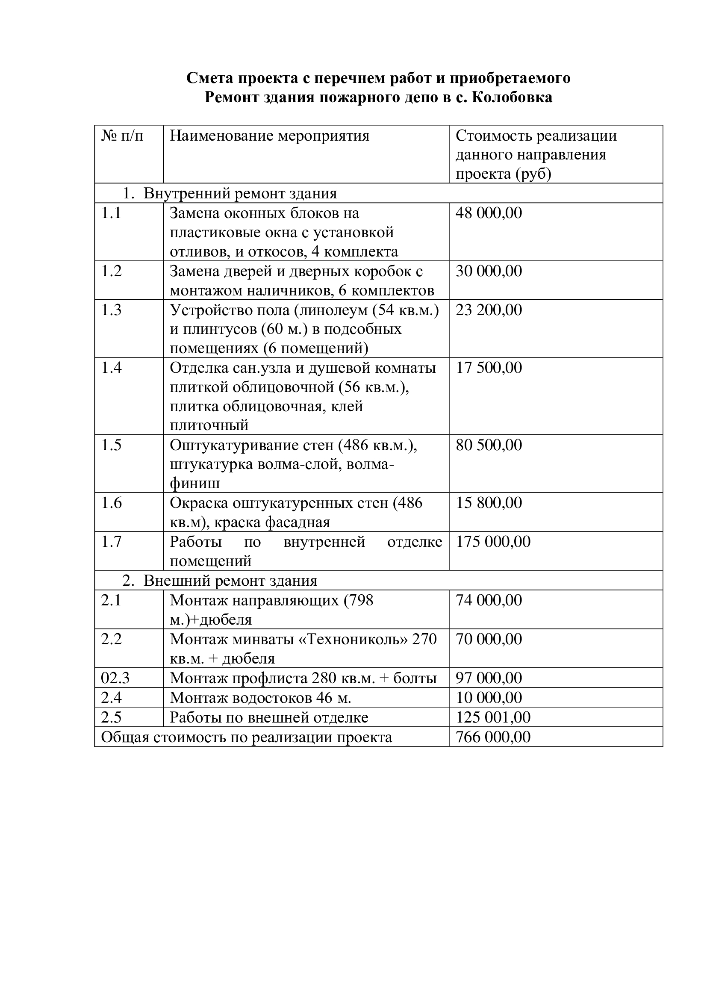 Смета проекта с перечнем работ и приобретаемого
Ремонт здания пожарного депо в с. Колобовка
№ п/п
Наименование мероприятия
Стоимость реализации
данного направления
проекта (руб)
1. Внутренний ремонт здания
1.1
Замена оконных блоков на
пластиковые окна с установкой
отливов, и откосов, 4 комплекта
48 000,00
1.2
Замена дверей и дверных коробок с
монтажом наличников, 6 комплектов
30 000,00
1.3
Устройство пола (линолеум (54 кв.м.)
и плинтусов (60 м.) в подсобных
помещениях (6 помещений)
23 200,00
1.4
Отделка сан.узла и душевой комнаты
плиткой облицовочной (56 кв.м.),
плитка облицовочная, клей
плиточный
17 500,00
1.5
Оштукатуривание стен (486 кв.м.),
штукатурка волма-слой, волма-
финиш
80 500,00
1.6
Окраска оштукатуренных стен (486
кв.м), краска фасадная
15 800,00
1.7
Работы по внутренней отделке
помещений
175 000,00
2. Внешний ремонт здания
2.1
Монтаж направляющих (798
м.)+дюбеля
74 000,00
2.2
Монтаж минваты «Технониколь» 270
кв.м. + дюбеля
70 000,00
02.3
Монтаж профлиста 280 кв.м. + болты
97 000,00
2.4
Монтаж водостоков 46 м.
10 000,00
2.5
Работы по внешней отделке
125 001,00
Общая стоимость по реализации проекта
766 000,00